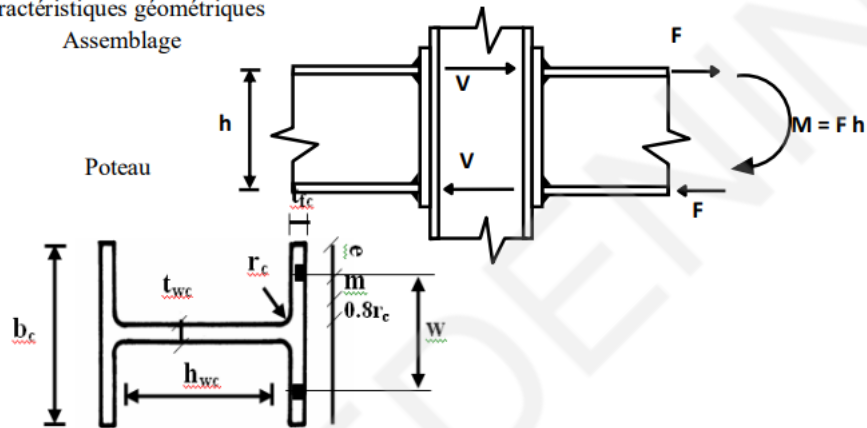 ractéristiques géométriques
Assemblage
F
V
h
M = F h
V
Poteau
F
tfc
e
rc
m
twc
0.8rc
bc
w
hwc